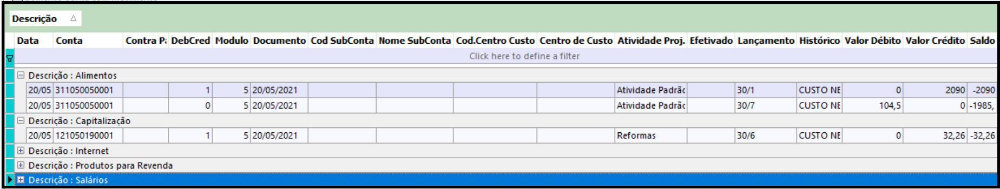 Descrição
Data Conta Contra P DebCred Modulo Documento Cod SubConta Nome SubConta Cod.Centro Custo Centro de Custo Atividade Proj. Efetivado Lançamento Histórico Valor Débito Valor Crédito Saldo
Click here to define a filter
Descrição : Alimentos
20/05 311050050001 1 5 20/05/2021 Atividade Padrão 30/1 CUSTO NE 0 2090 -2090
20/05 311050050001 0 5 20/05/2021 Atividade Padrão 30/7 CUSTO NE 104,5 0 -1985,
Descrição : Capitalização
20/05 121050190001 1 5 20/05/2021 Reformas 30/6 CUSTO NE 0 32,26 -32,26
Descrição : Internet
Descrição : Produtos para Revenda
Descrição : Salários